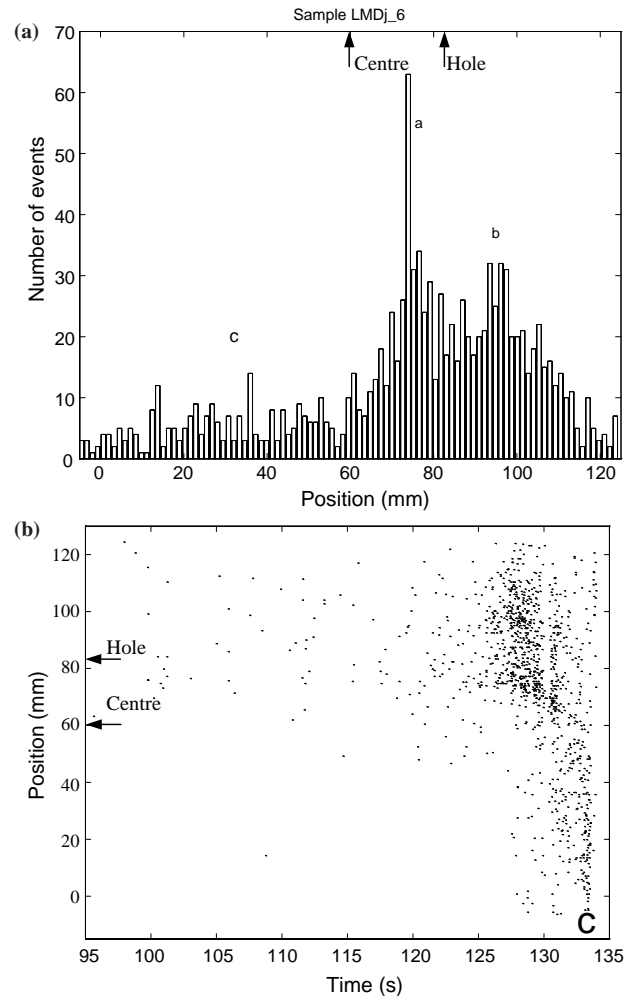 Sample LMDj_6
(a)
70
60
50
40
30
20
10
0
Number of events
Centre
Hole
a
b
c
0 20 40 60 80 100 120
Position (mm)
(b)
120
100
80
60
40
20
0
Position (mm)
Hole
Centre
C
95 100 105 110 115 120 125 130 135
Time (s)